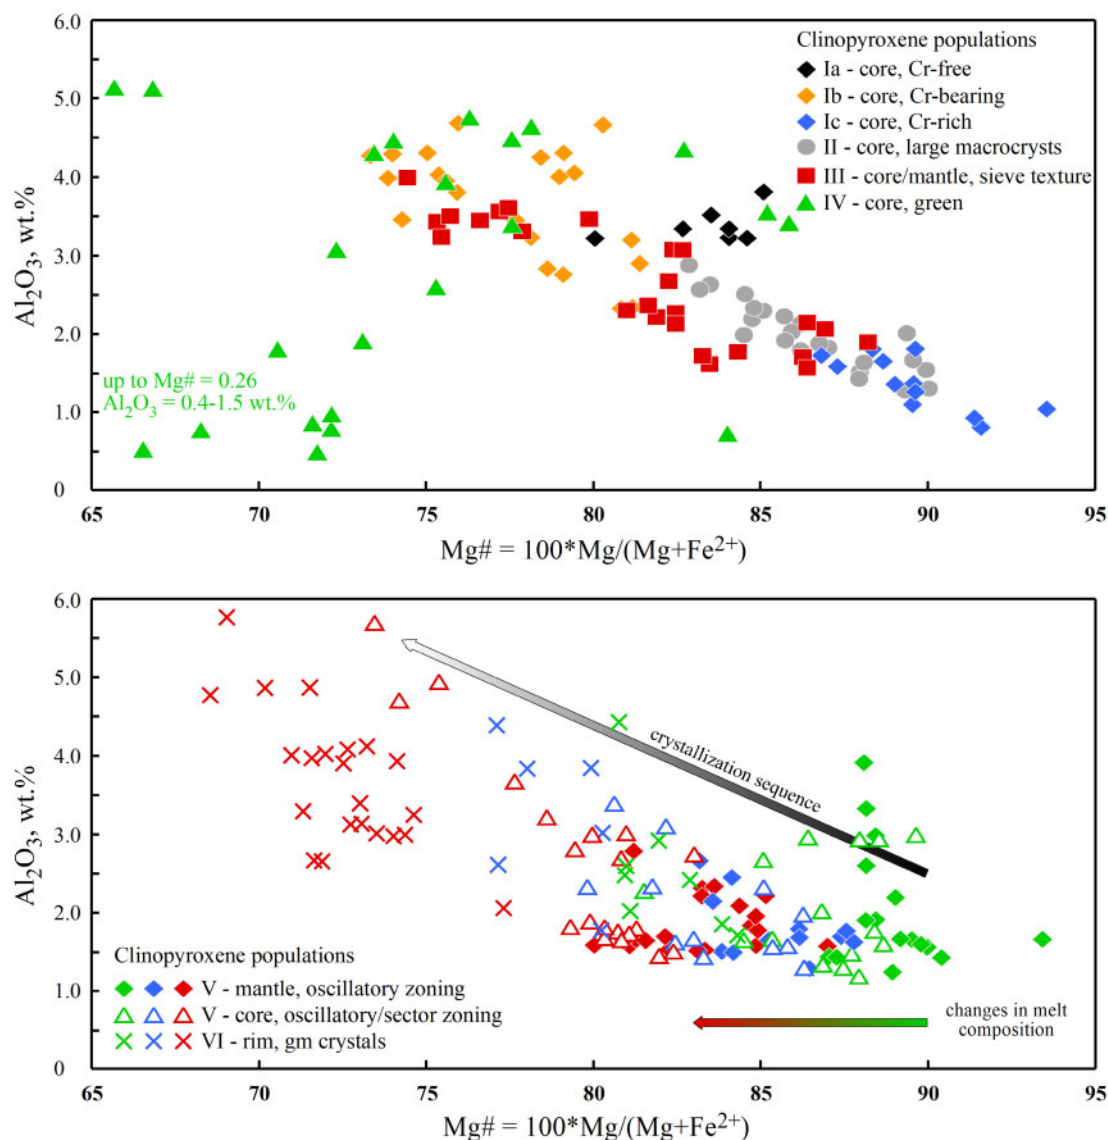 6.0
5.0
4.0
3.0
2.0
1.0
0
Al₂O₃, wt.%
Clinopyroxene populations
Ia - core, Cr-free
Ib - core, Cr-bearing
Ic - core, Cr-rich
II - core, large macrocrysts
III - core/mantle, sieve texture
IV - core, green
up to Mg# = 0.26
Al₂O₃ = 0.4-1.5 wt.%
65 70 75 80 85 90 95
Mg# = 100*Mg/(Mg+Fe²⁺)
6.0
5.0
4.0
3.0
2.0
1.0
0
Al₂O₃, wt.%
crystallization sequence
Clinopyroxene populations
V - mantle, oscillatory zoning
V - core, oscillatory/sector zoning
VI - rim, gm crystals
changes in melt
composition
65 70 75 80 85 90 95
Mg# = 100*Mg/(Mg+Fe²⁺)